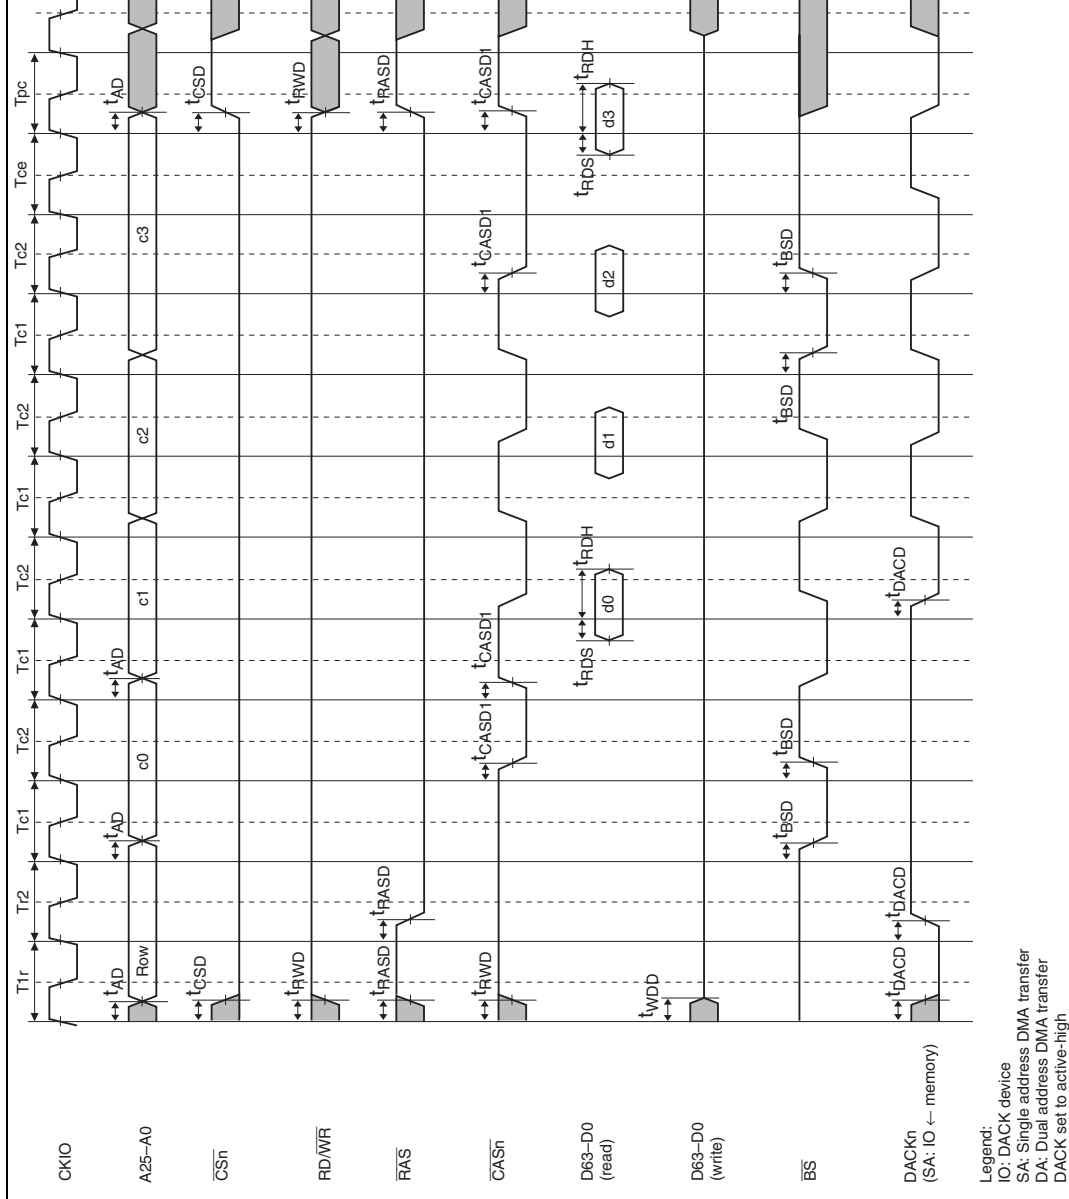 T1r Tr2 Tc1 Tc2 Tc1 Tc2 Tc1 Tc2 Tc1 Tc2 Tce Tpc
CKIO
A25–A0 tAD Row tAD c0 tAD c1 c2 c3 tAD
CSn tCSD tCSD
RD/WR tRWD tRWD
RAS tRASD tRASD tRASD
CASn tRWD tCASD1 tCASD1 tCASD1 tCASD1
D63–D0
(read)
tRDS d0 tRDH d1 d2 tRDS d3 tRDH
D63–D0
(write)
tWDD
BS tBSD tBSD tBSD tBSD
DACKn
(SA: IO ← memory)
tDACD tDACD tDACD
Legend:
IO: DACK device
SA: Single address DMA transfer
DA: Dual address DMA transfer
DACK set to active-high